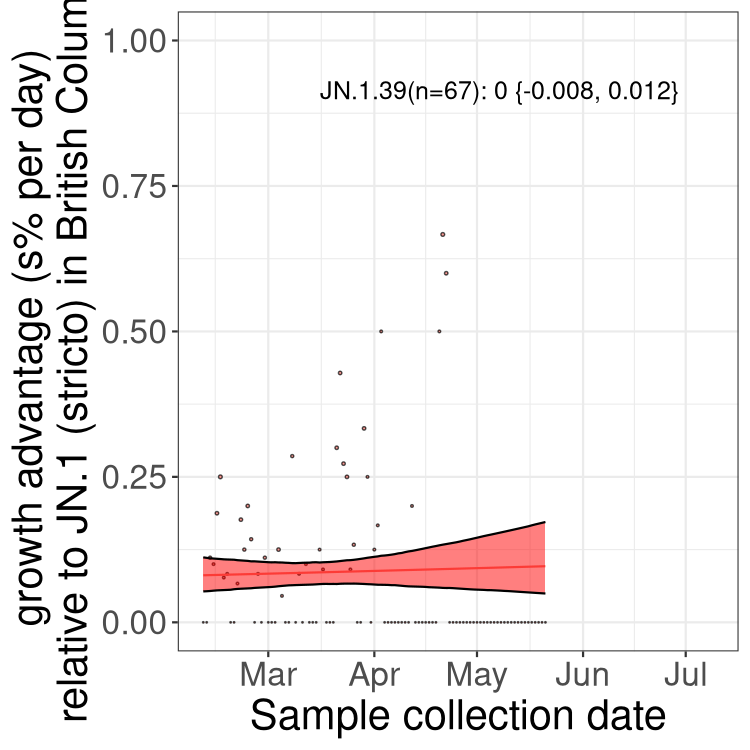 growth advantage (s% per day)
relative to JN.1 (stricto) in British Colum
1.00
0.75
0.50
0.25
0.00
JN.1.39(n=67): 0 {-0.008, 0.012}
Mar Apr May Jun Jul
Sample collection date